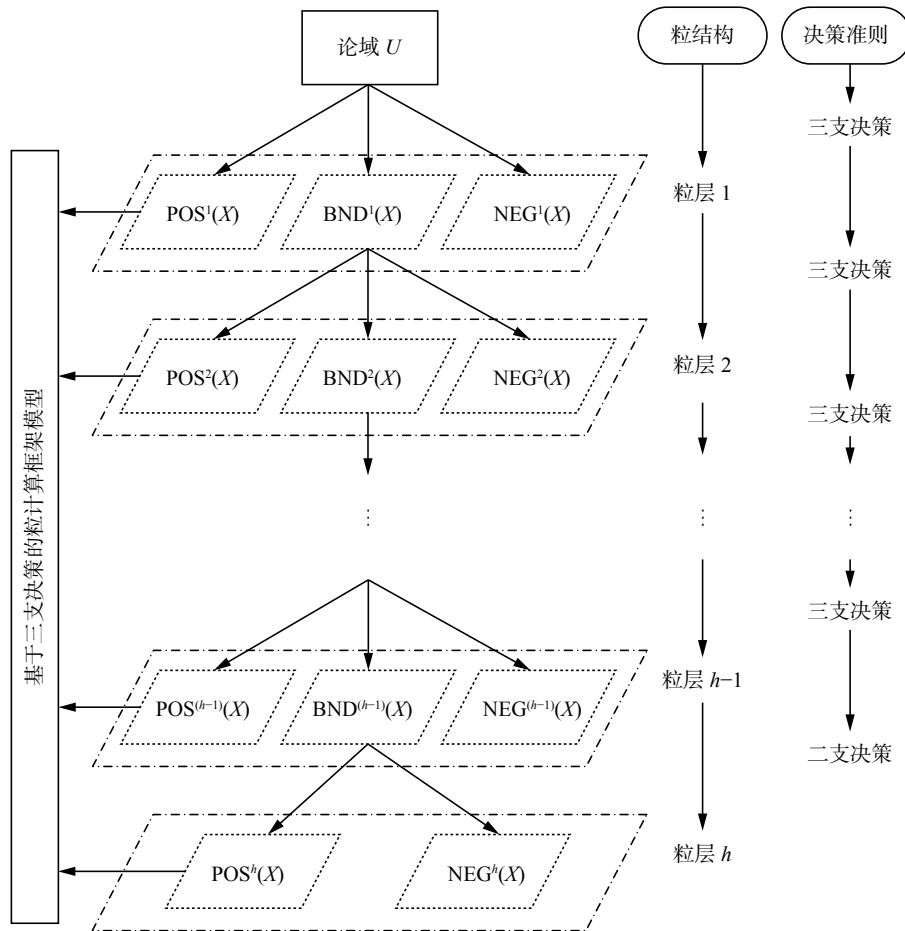 论域 U
粒结构
决策准则
三支决策
POS¹(X)
BND¹(X)
NEG¹(X)
粒层 1
三支决策
POS²(X)
BND²(X)
NEG²(X)
粒层 2
三支决策
⋮
⋮
⋮
基于三支决策的粒计算框架模型
三支决策
POS⁽ʰ⁻¹⁾(X)
BND⁽ʰ⁻¹⁾(X)
NEG⁽ʰ⁻¹⁾(X)
粒层 h−1
二支决策
POSʰ(X)
NEGʰ(X)
粒层 h